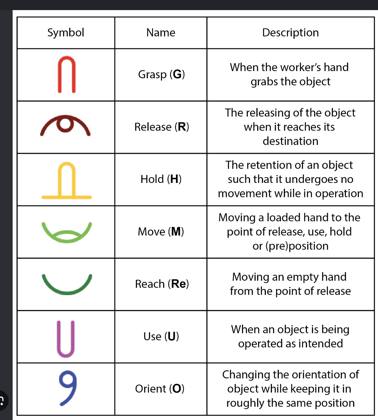 Symbol Name Description
Grasp (G)
When the worker's hand
grabs the object
Release (R)
The releasing of the object
when it reaches its
destination
Hold (H)
The retention of an object
such that it undergoes no
movement while in operation
Move (M)
Moving a loaded hand to the
point of release, use, hold
or (pre)position
Reach (Re)
Moving an empty hand
from the point of release
Use (U)
When an object is being
operated as intended
Orient (O)
Changing the orientation of
object while keeping it in
roughly the same position